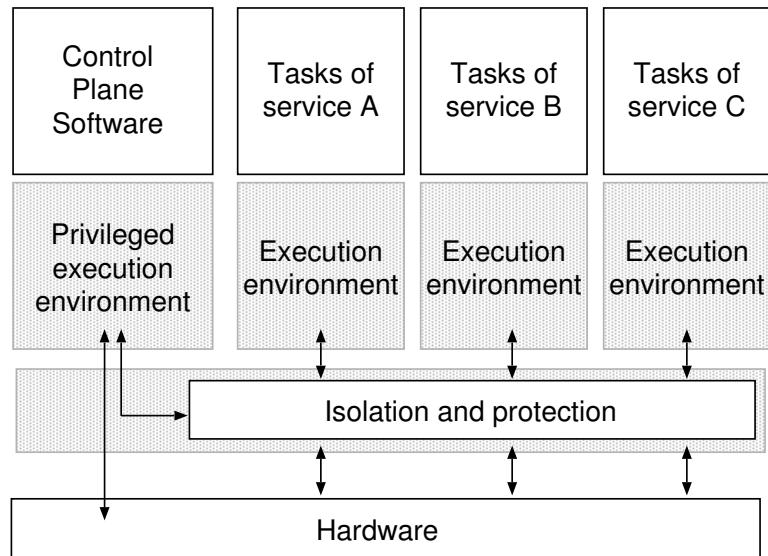 Control
Plane
Software
Tasks of
service A
Tasks of
service B
Tasks of
service C
Privileged
execution
environment
Execution
environment
Execution
environment
Execution
environment
Isolation and protection
Hardware